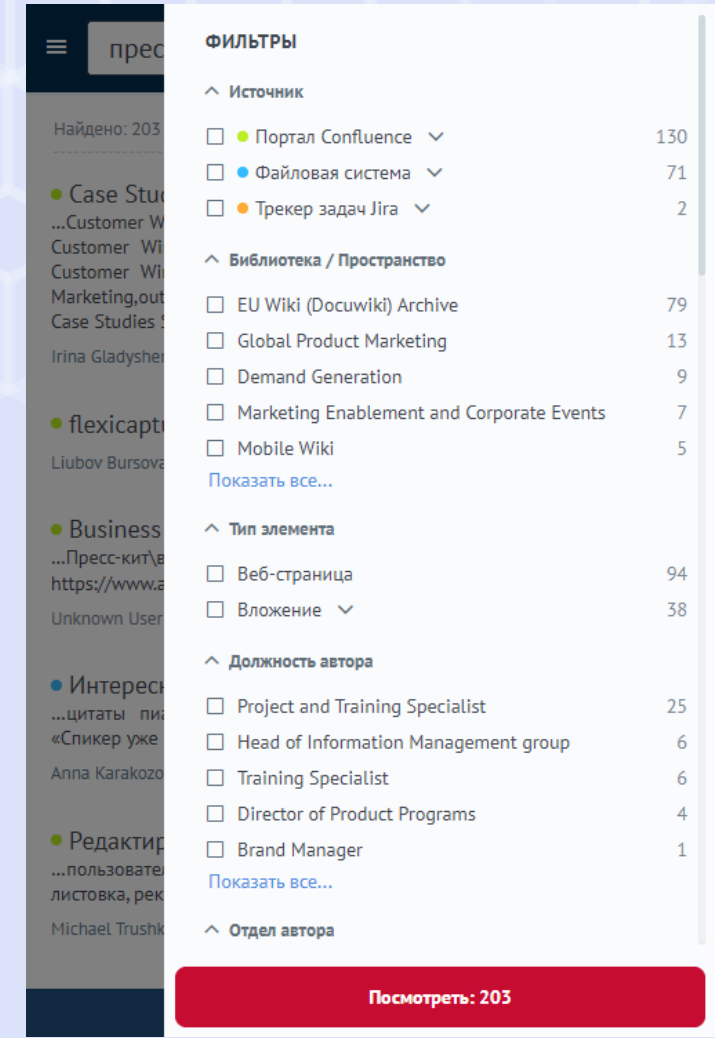 прес
Найдено: 203
Case Stud
...Customer W
Customer Wi
Customer Win
Marketing,out
Case Studies S
Irina Gladyshe
flexicaptu
Liubov Bursova
Business
...Пресс-кит\в
https://www.a
Unknown User
Интересн
...цитаты пиа
«Спикер уже
Anna Karakozo
Редактир
...пользовател
листовка, рек
Michael Trushk
ФИЛЬТРЫ
Источник
Портал Confluence 130
Файловая система 71
Трекер задач Jira 2
Библиотека / Пространство
EU Wiki (Docuwiki) Archive 79
Global Product Marketing 13
Demand Generation 9
Marketing Enablement and Corporate Events 7
Mobile Wiki 5
Показать все...
Тип элемента
Веб-страница 94
Вложение 38
Должность автора
Project and Training Specialist 25
Head of Information Management group 6
Training Specialist 6
Director of Product Programs 4
Brand Manager 1
Показать все...
Отдел автора
Посмотреть: 203